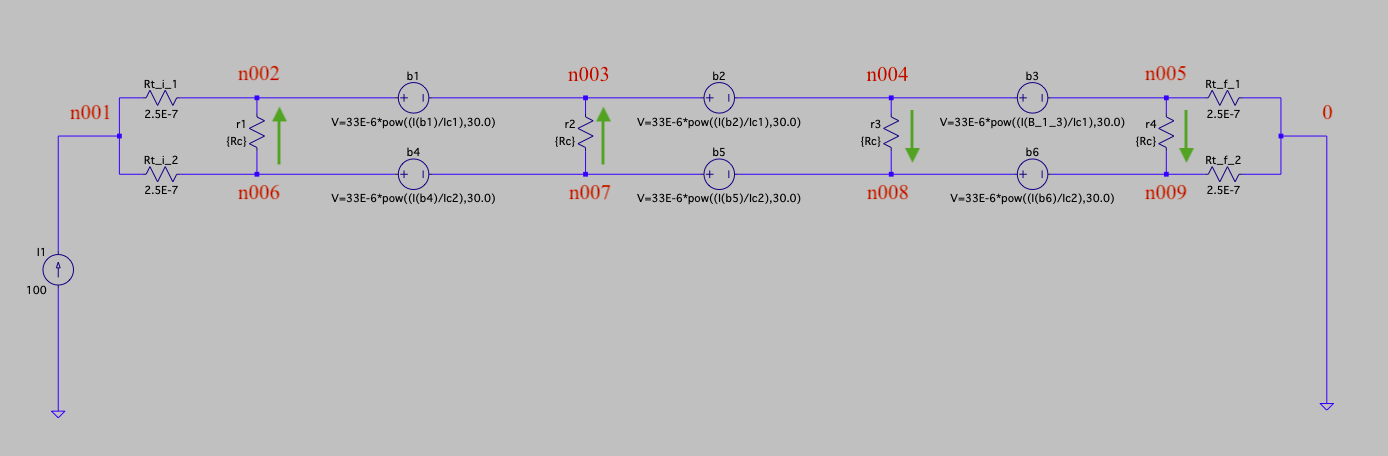 n002
b1
n003
b2
n004
b3
n005
Rt_i_1
Rt_f_1
n001
2.5E-7
r1
{Rc}
V=33E-6*pow((I(b1)/Ic1),30.0)
r2
{Rc}
V=33E-6*pow((I(b2)/Ic1),30.0)
r3
{Rc}
V=33E-6*pow((I(B_1_3)/Ic1),30.0)
r4
{Rc}
2.5E-7
0
Rt_i_2
b4
b5
b6
Rt_f_2
2.5E-7
n006
V=33E-6*pow((I(b4)/Ic2),30.0)
n007
V=33E-6*pow((I(b5)/Ic2),30.0)
n008
V=33E-6*pow((I(b6)/Ic2),30.0)
n009
2.5E-7
I1
100